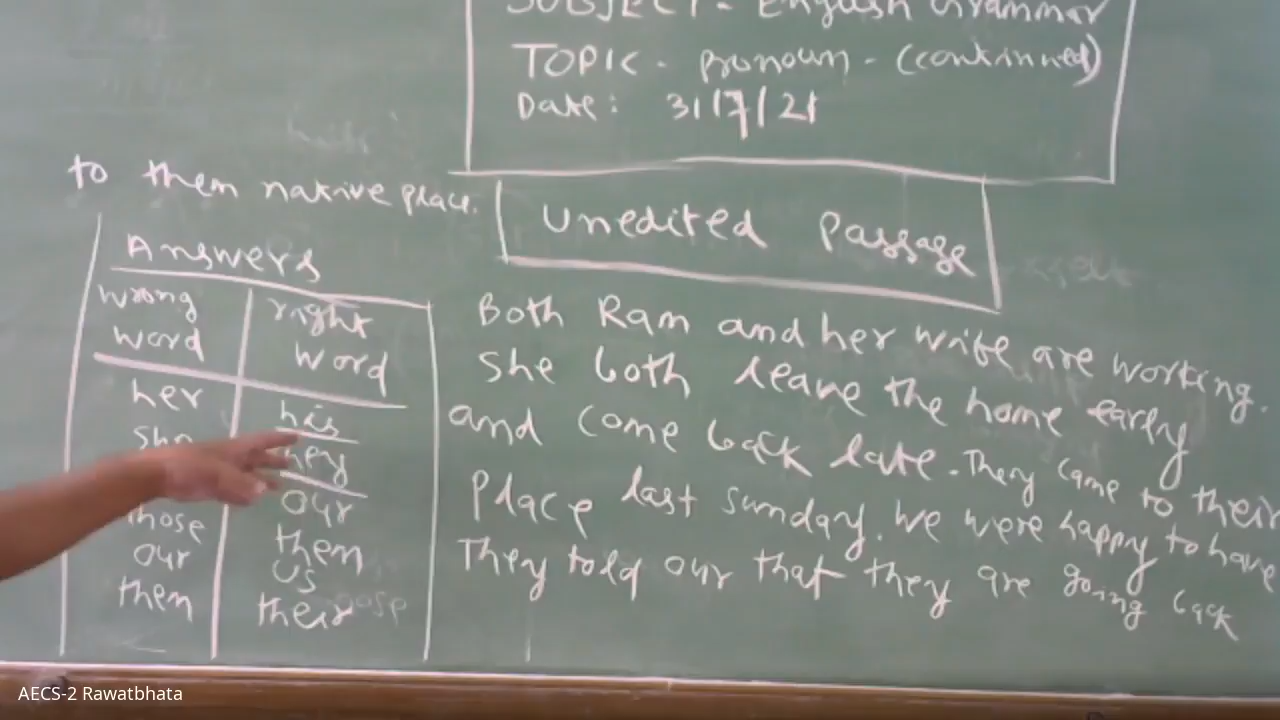 SUBJECT - English Grammar
TOPIC - pronoun - (continued)
Date: 31/7/21
to them native place.
Unedited Passage
Answers
wrong word
right word
her his
she they
our
those them
our us
them their
Both Ram and her wife are working.
She both leave the home early
and come back late. They came to their
place last sunday. we were happy to have
They told our that they are going back
AECS-2 Rawatbhata